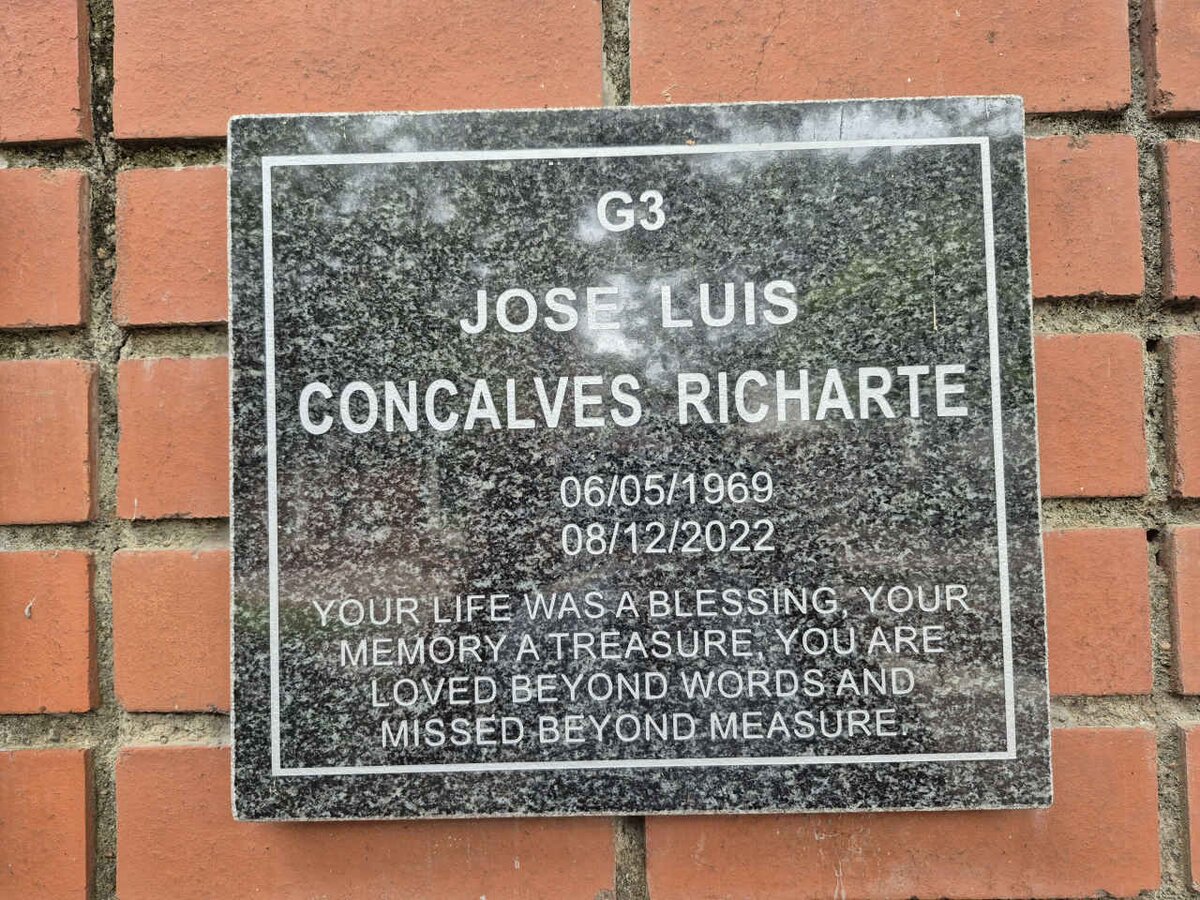 G3
JOSE LUIS
CONCALVES RICHARTE
06/05/1969
08/12/2022
YOUR LIFE WAS A BLESSING, YOUR
MEMORY A TREASURE, YOU ARE
LOVED BEYOND WORDS AND
MISSED BEYOND MEASURE.